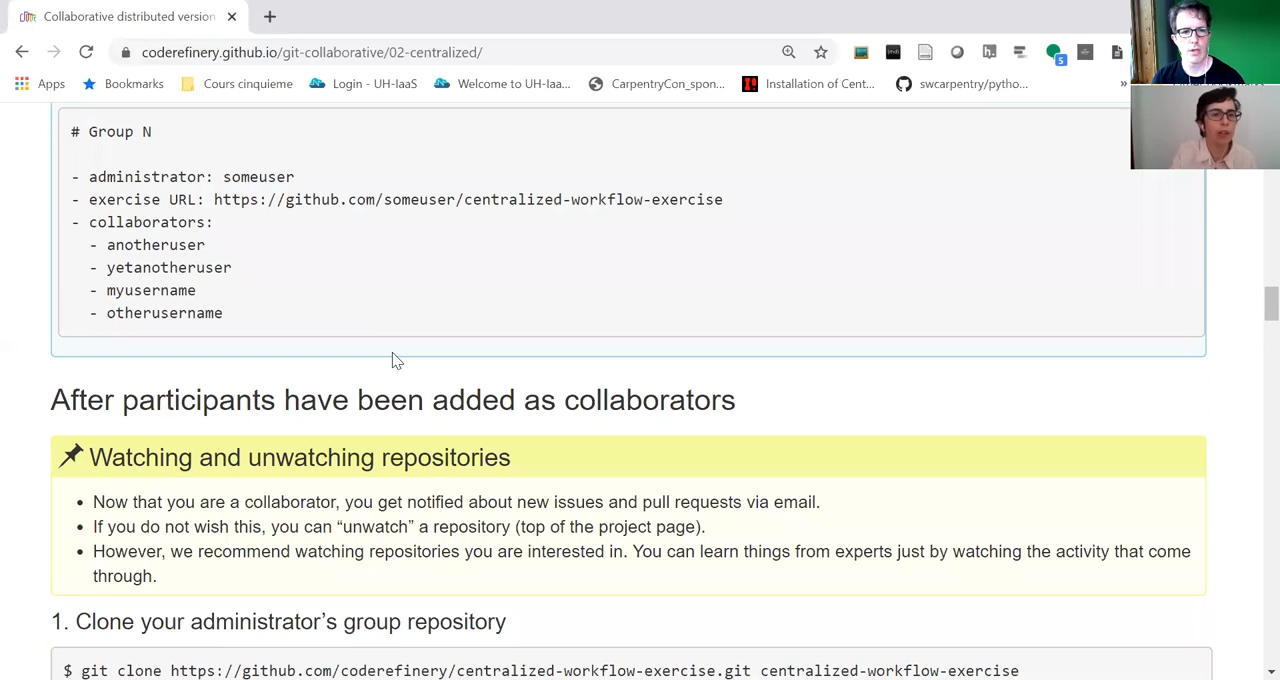 Collaborative distributed version
coderefinery.github.io/git-collaborative/02-centralized/
5
Apps
Bookmarks
Cours cinquieme
Login - UH-IaaS
Welcome to UH-Iaa...
CarpentryCon_spon...
Installation of Cent...
swcarpentry/pytho...
»
# Group N
- administrator: someuser
- exercise URL: https://github.com/someuser/centralized-workflow-exercise
- collaborators:
- anotheruser
- yetanotheruser
- myusername
- otherusername
After participants have been added as collaborators
Watching and unwatching repositories
• Now that you are a collaborator, you get notified about new issues and pull requests via email.
• If you do not wish this, you can “unwatch” a repository (top of the project page).
• However, we recommend watching repositories you are interested in. You can learn things from experts just by watching the activity that come
through.
1. Clone your administrator’s group repository
$ git clone https://github.com/coderefinery/centralized-workflow-exercise.git centralized-workflow-exercise